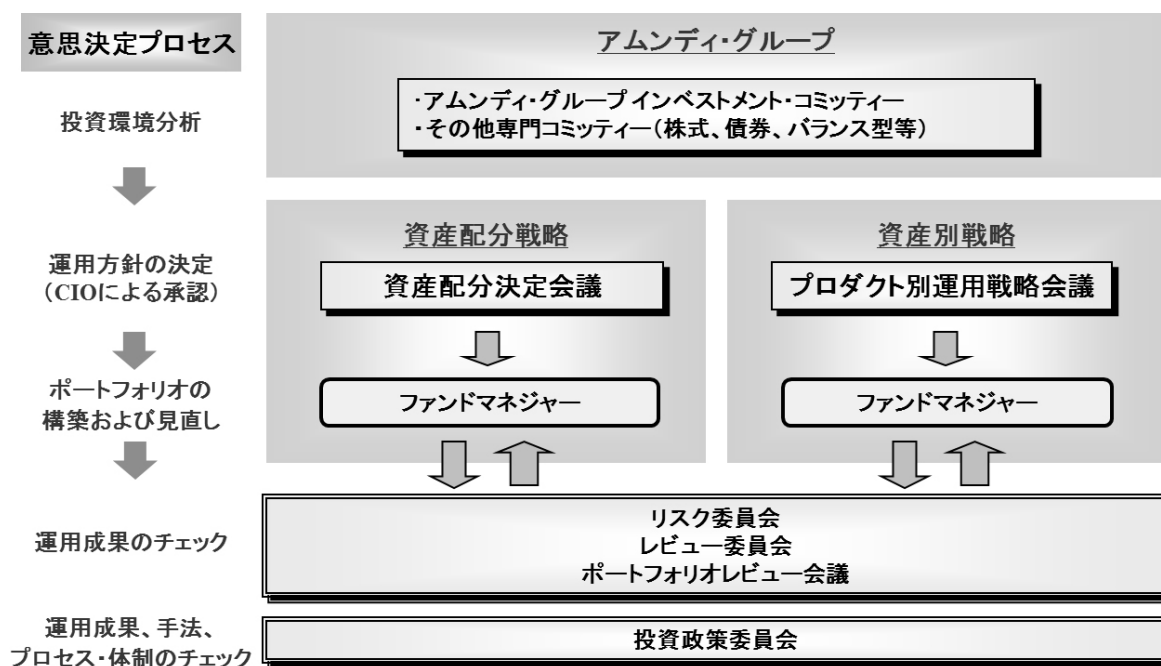 意思決定プロセス
アムンディ・グループ
投資環境分析
・アムンディ・グループ インベストメント・コミッティー
・その他専門コミッティー(株式、債券、バランス型等)
運用方針の決定
(CIOによる承認)
資産配分戦略
資産配分決定会議
資産別戦略
プロダクト別運用戦略会議
ポートフォリオの
構築および見直し
ファンドマネジャー
ファンドマネジャー
運用成果のチェック
リスク委員会
レビュー委員会
ポートフォリオレビュー会議
運用成果、手法、
プロセス・体制のチェック
投資政策委員会